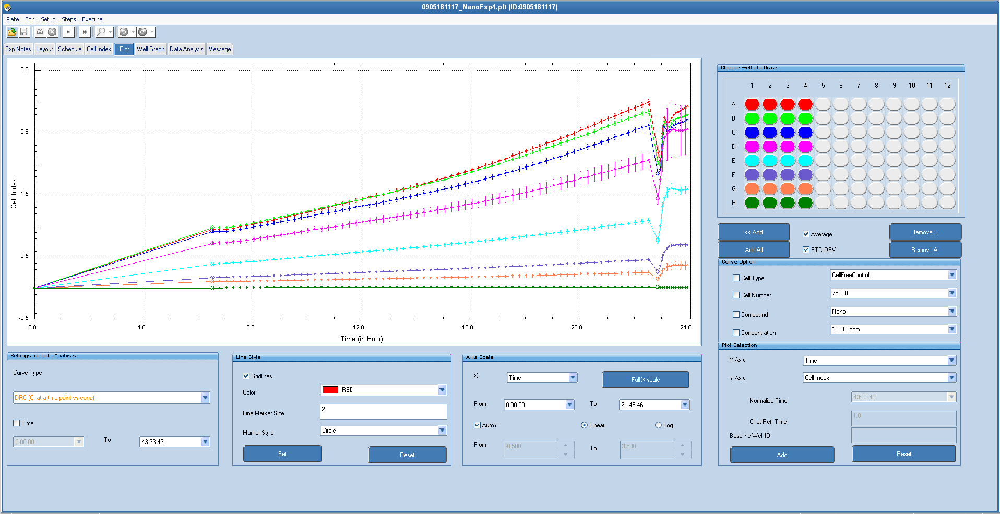 0905181117_NanoExp4.plt (ID:0905181117)
Plate Edit Setup Steps Execute
Exp Notes Layout Schedule Cell Index Plot Well Graph Data Analysis Message
3.5
2.5
1.5
0.5
-0.5
Cell Index
0.0 4.0 8.0 12.0 16.0 20.0 24.0
Time (in Hour)
Choose Wells to Draw
1 2 3 4 5 6 7 8 9 10 11 12
A
B
C
D
E
F
G
H
<< Add
Average
Remove >>
Add All
STD DEV
Remove All
Curve Option
Cell Type CellFreeControl
Cell Number 75000
Compound Nano
Concentration 100.00ppm
Plot Selection
X Axis Time
Y Axis Cell Index
Normalize Time 43:23:42
CI at Ref. Time 1.0
Baseline Well ID
Add Reset
Settings for Data Analysis
Curve Type
DRC (CI at a time point vs conc)
Time
0:00:00 To 43:23:42
Line Style
Gridlines
Color RED
Line Marker Size 2
Marker Style Circle
Set Reset
Axis Scale
X Time Full X scale
From 0:00:00 To 21:48:46
AutoY Linear Log
From -0.500 To 3.500